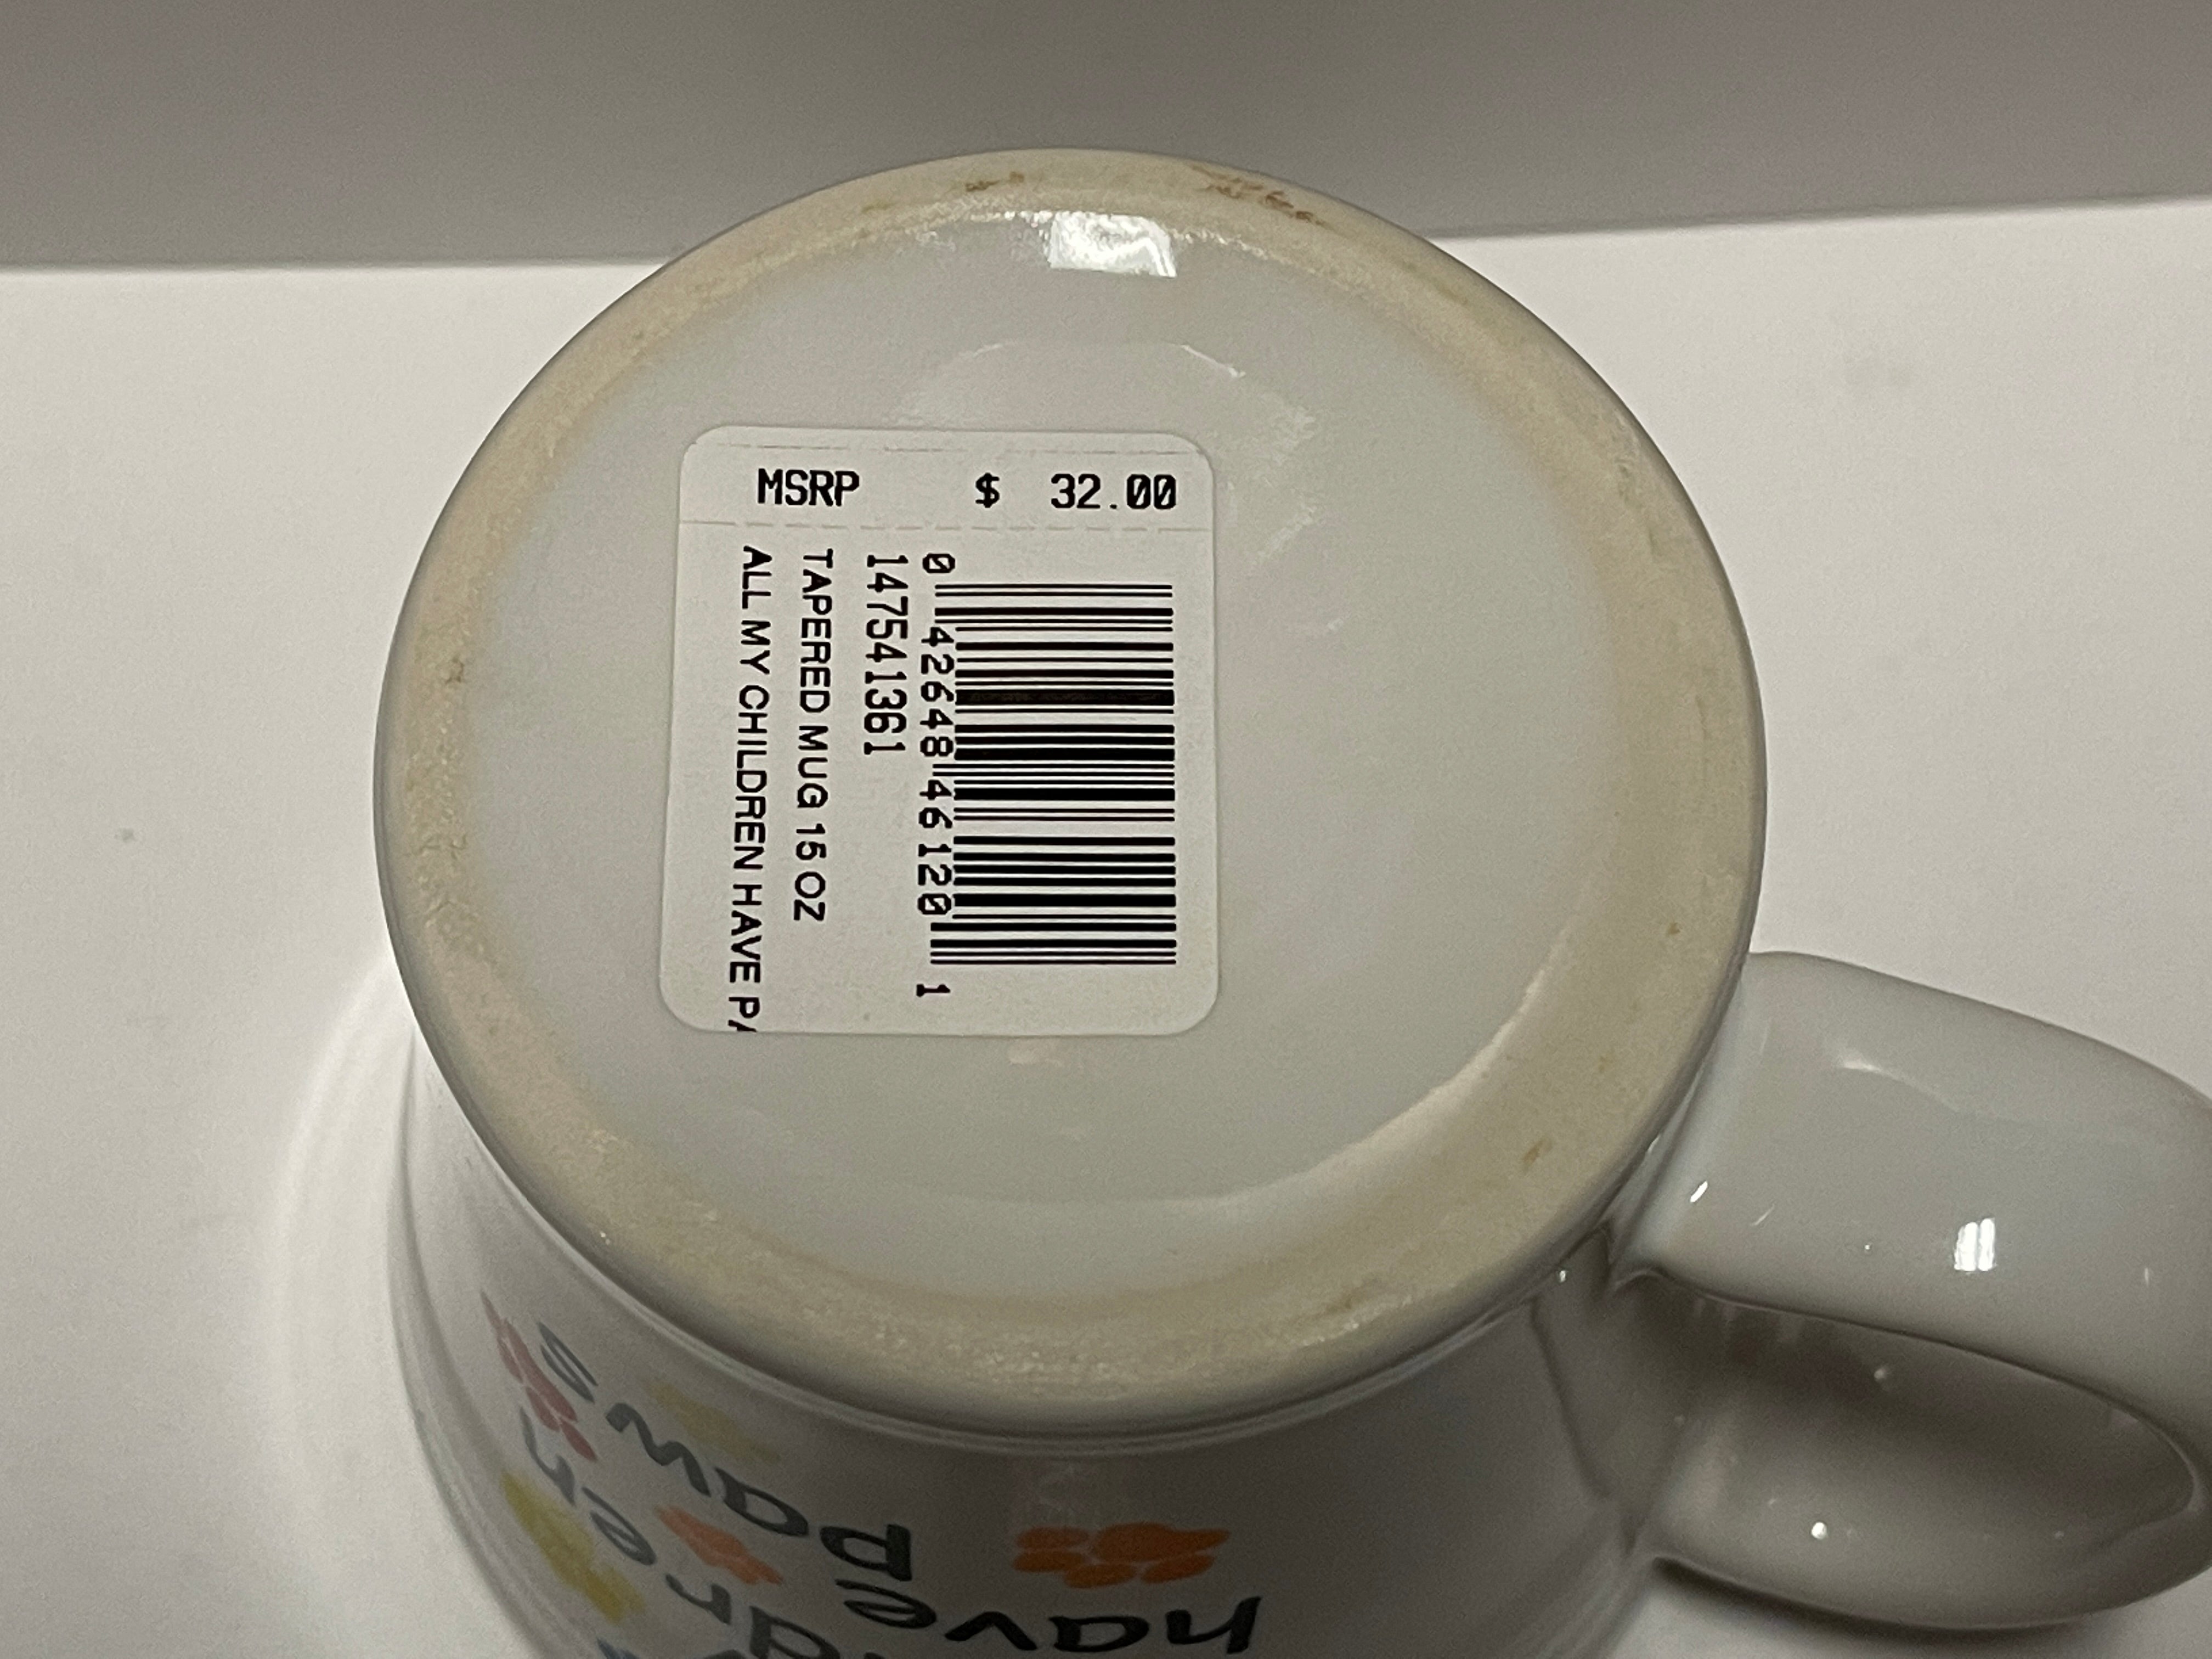 MSRP $ 32.00
0 42648 46120 1
147541361
TAPERED MUG 15 OZ
ALL MY CHILDREN HAVE PA
have
paws